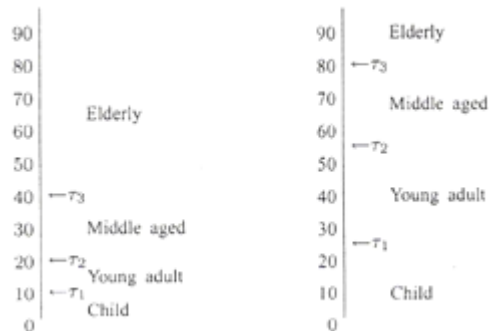 90
80
70
Elderly
60
50
40 ←τ3
30 Middle aged
20 ←τ2
Young adult
10 ←τ1
Child
0
90 Elderly
80 ←τ3
70 Middle aged
60
←τ2
50
40 Young adult
30
←τ1
20
10 Child
0